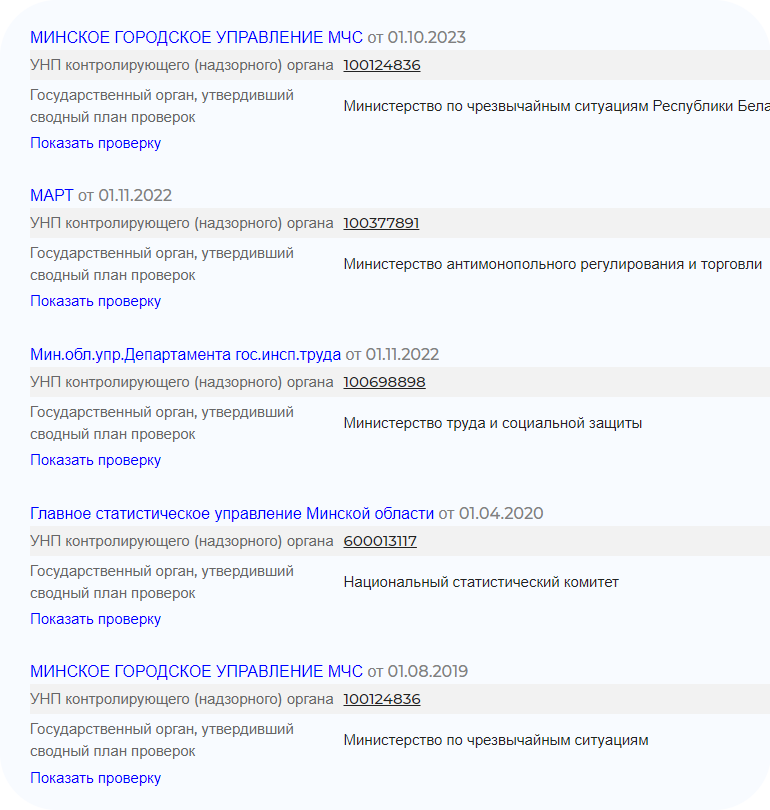 МИНСКОЕ ГОРОДСКОЕ УПРАВЛЕНИЕ МЧС от 01.10.2023
УНП контролирующего (надзорного) органа 100124836
Государственный орган, утвердивший
сводный план проверок
Министерство по чрезвычайным ситуациям Республики Бела
Показать проверку
МАРТ от 01.11.2022
УНП контролирующего (надзорного) органа 100377891
Государственный орган, утвердивший
сводный план проверок
Министерство антимонопольного регулирования и торговли
Показать проверку
Мин.обл.упр.Департамента гос.инсп.труда от 01.11.2022
УНП контролирующего (надзорного) органа 100698898
Государственный орган, утвердивший
сводный план проверок
Министерство труда и социальной защиты
Показать проверку
Главное статистическое управление Минской области от 01.04.2020
УНП контролирующего (надзорного) органа 600013117
Государственный орган, утвердивший
сводный план проверок
Национальный статистический комитет
Показать проверку
МИНСКОЕ ГОРОДСКОЕ УПРАВЛЕНИЕ МЧС от 01.08.2019
УНП контролирующего (надзорного) органа 100124836
Государственный орган, утвердивший
сводный план проверок
Министерство по чрезвычайным ситуациям
Показать проверку